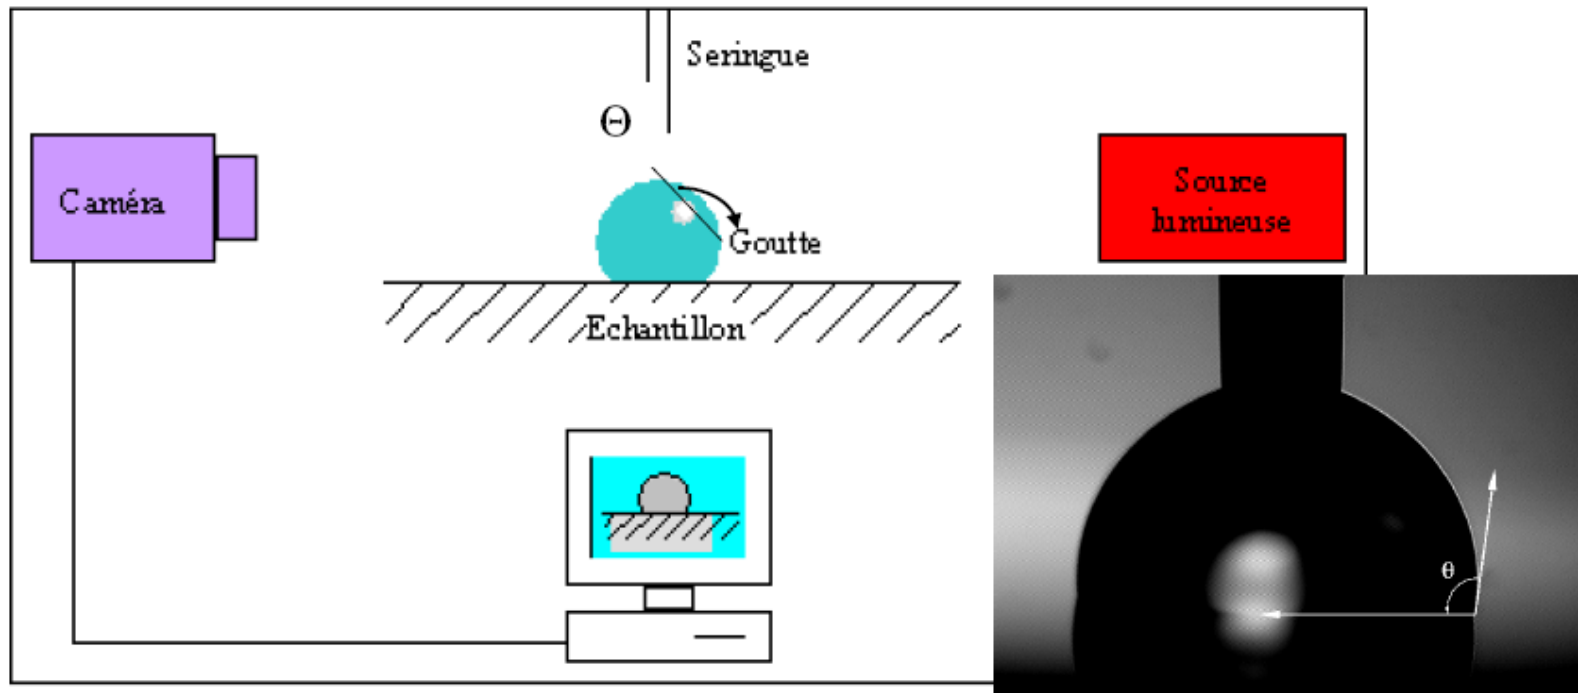 Seringue
Θ
Caméra
Source
lumineuse
Goutte
Echantillon
θ